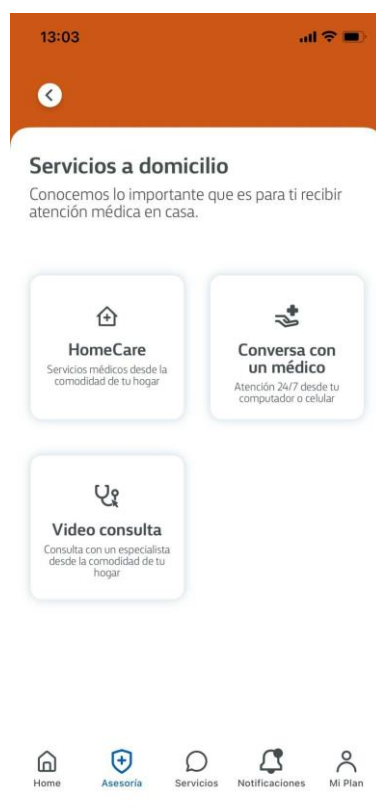 13:03
Servicios a domicilio
Conocemos lo importante que es para ti recibir
atención médica en casa.
HomeCare
Servicios médicos desde la
comodidad de tu hogar
Conversa con
un médico
Atención 24/7 desde tu
computador o celular
Video consulta
Consulta con un especialista
desde la comodidad de tu
hogar
Home Asesoría Servicios Notificaciones Mi Plan